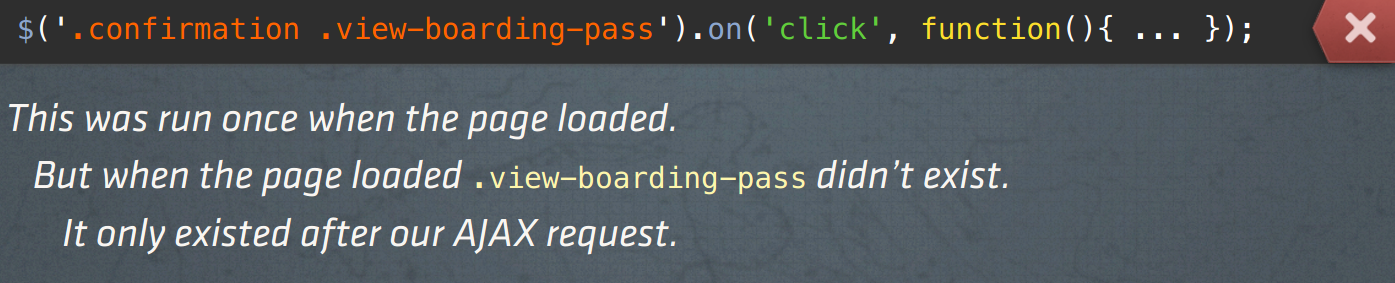 $('.confirmation .view-boarding-pass').on('click', function(){ ... });
This was run once when the page loaded.
But when the page loaded .view-boarding-pass didn’t exist.
It only existed after our AJAX request.